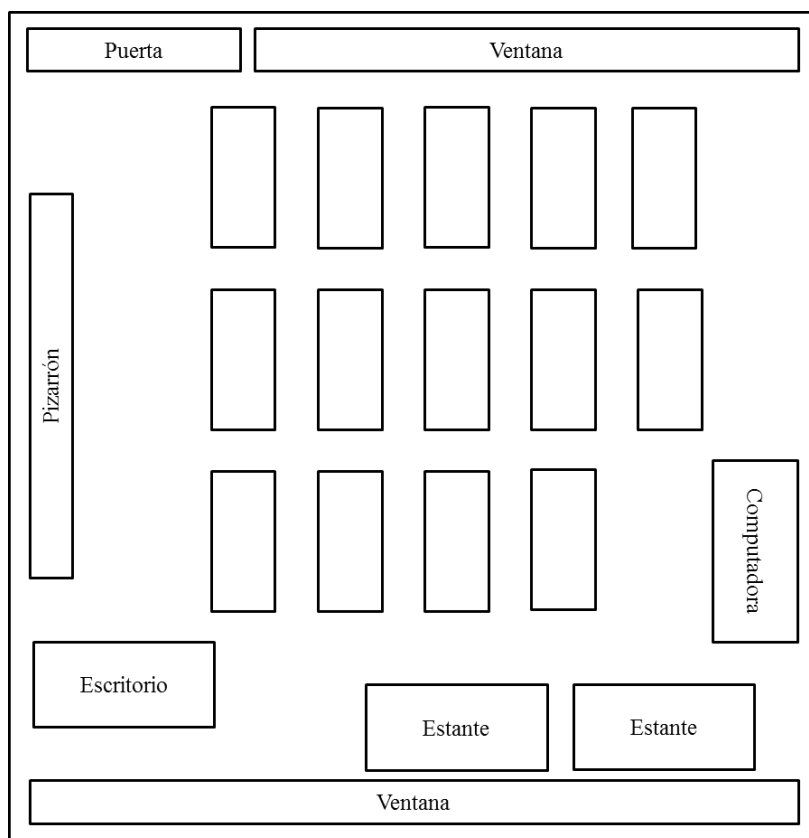 Puerta
Ventana
Pizarrón
Computadora
Escritorio
Estante
Estante
Ventana